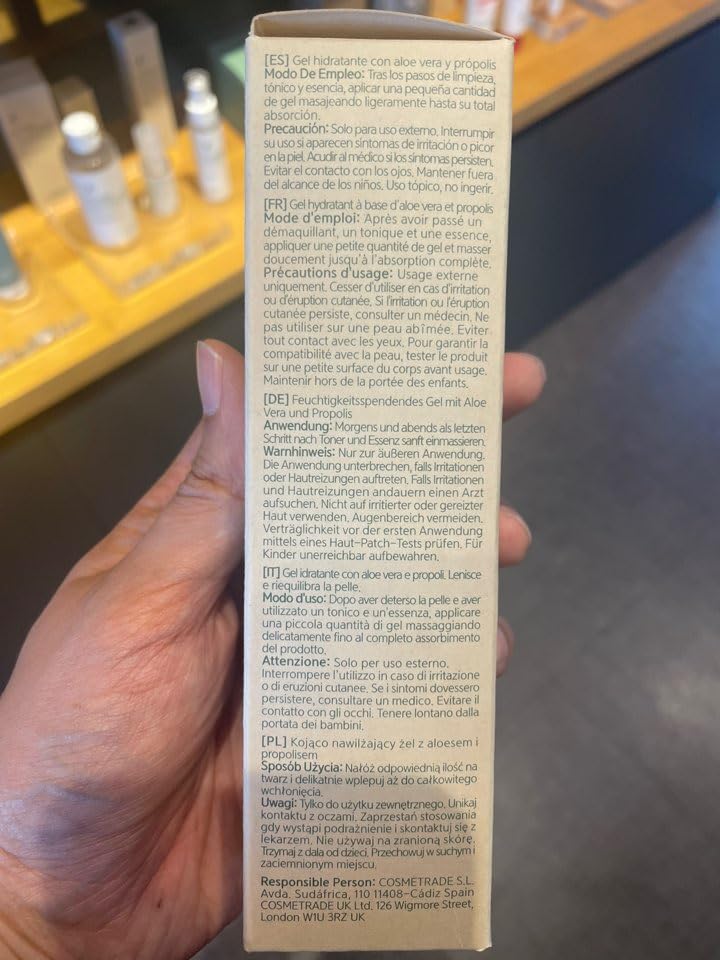 [ES] Gel hidratante con aloe vera y própolis
Modo De Empleo: Tras los pasos de limpieza,
tónico y esencia, aplicar una pequeña cantidad
de gel masajeando ligeramente hasta su total
absorción.
Precaución: Solo para uso externo. Interrumpir
su uso si aparecen síntomas de irritación o picor
en la piel. Acudir al médico si los síntomas persisten.
Evitar el contacto con los ojos. Mantener fuera
del alcance de los niños. Uso tópico, no ingerir.
[FR] Gel hydratant à base d'aloe vera et propolis
Mode d'emploi: Après avoir passé un
démaquillant, un tonique et une essence,
appliquer une petite quantité de gel et masser
doucement jusqu'à l'absorption complète.
Précautions d'usage: Usage externe
uniquement. Cesser d'utiliser en cas d'irritation
ou d'éruption cutanée. Si l'irritation ou l'éruption
cutanée persiste, consulter un médecin. Ne
pas utiliser sur une peau abîmée. Eviter
tout contact avec les yeux. Pour garantir la
compatibilité avec la peau, tester le produit
sur une petite surface du corps avant usage.
Maintenir hors de la portée des enfants.
[DE] Feuchtigkeitsspendendes Gel mit Aloe
Vera und Propolis
Anwendung: Morgens und abends als letzten
Schritt nach Toner und Essenz sanft einmassieren.
Warnhinweis: Nur zur äußeren Anwendung.
Die Anwendung unterbrechen, falls Irritationen
oder Hautreizungen auftreten. Falls Irritationen
und Hautreizungen andauern einen Arzt
aufsuchen. Nicht auf irritierter oder gereizter
Haut verwenden. Augenbereich vermeiden.
Verträglichkeit vor der ersten Anwendung
mittels eines Haut-Patch-Tests prüfen. Für
Kinder unerreichbar aufbewahren.
[IT] Gel idratante con aloe vera e propoli. Lenisce
e riequilibra la pelle.
Modo d'uso: Dopo aver deterso la pelle e aver
utilizzato un tonico e un'essenza, applicare
una piccola quantità di gel massaggiando
delicatamente fino al completo assorbimento
del prodotto.
Attenzione: Solo per uso esterno.
Interrompere l'utilizzo in caso di irritazione
o di eruzioni cutanee. Se i sintomi dovessero
persistere, consultare un medico. Evitare il
contatto con gli occhi. Tenere lontano dalla
portata dei bambini.
[PL] Kojąco nawilżający żel z aloesem i
propolisem
Sposób Użycia: Nałóż odpowiednią ilość na
twarz i delikatnie wplepuj aż do całkowitego
wchłonięcia.
Uwagi: Tylko do użytku zewnętrznego. Unikaj
kontaktu z oczami. Zaprzestań stosowania
gdy wystąpi podrażnienie i skontaktuj się z
lekarzem. Nie używaj na zranioną skórę.
Trzymaj z dala od dzieci. Przechowuj w suchym i
zaciemnionym miejscu.
Responsible Person: COSMETRADE S.L.
Avda. Sudáfrica, 110 11408-Cádiz Spain
COSMETRADE UK Ltd. 126 Wigmore Street,
London W1U 3RZ UK